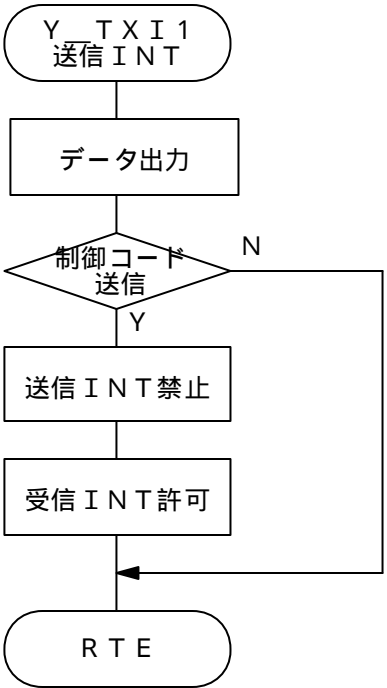 Y＿TXI1
送信INT
データ出力
制御コード
送信
N
Y
送信INT禁止
受信INT許可
RTE